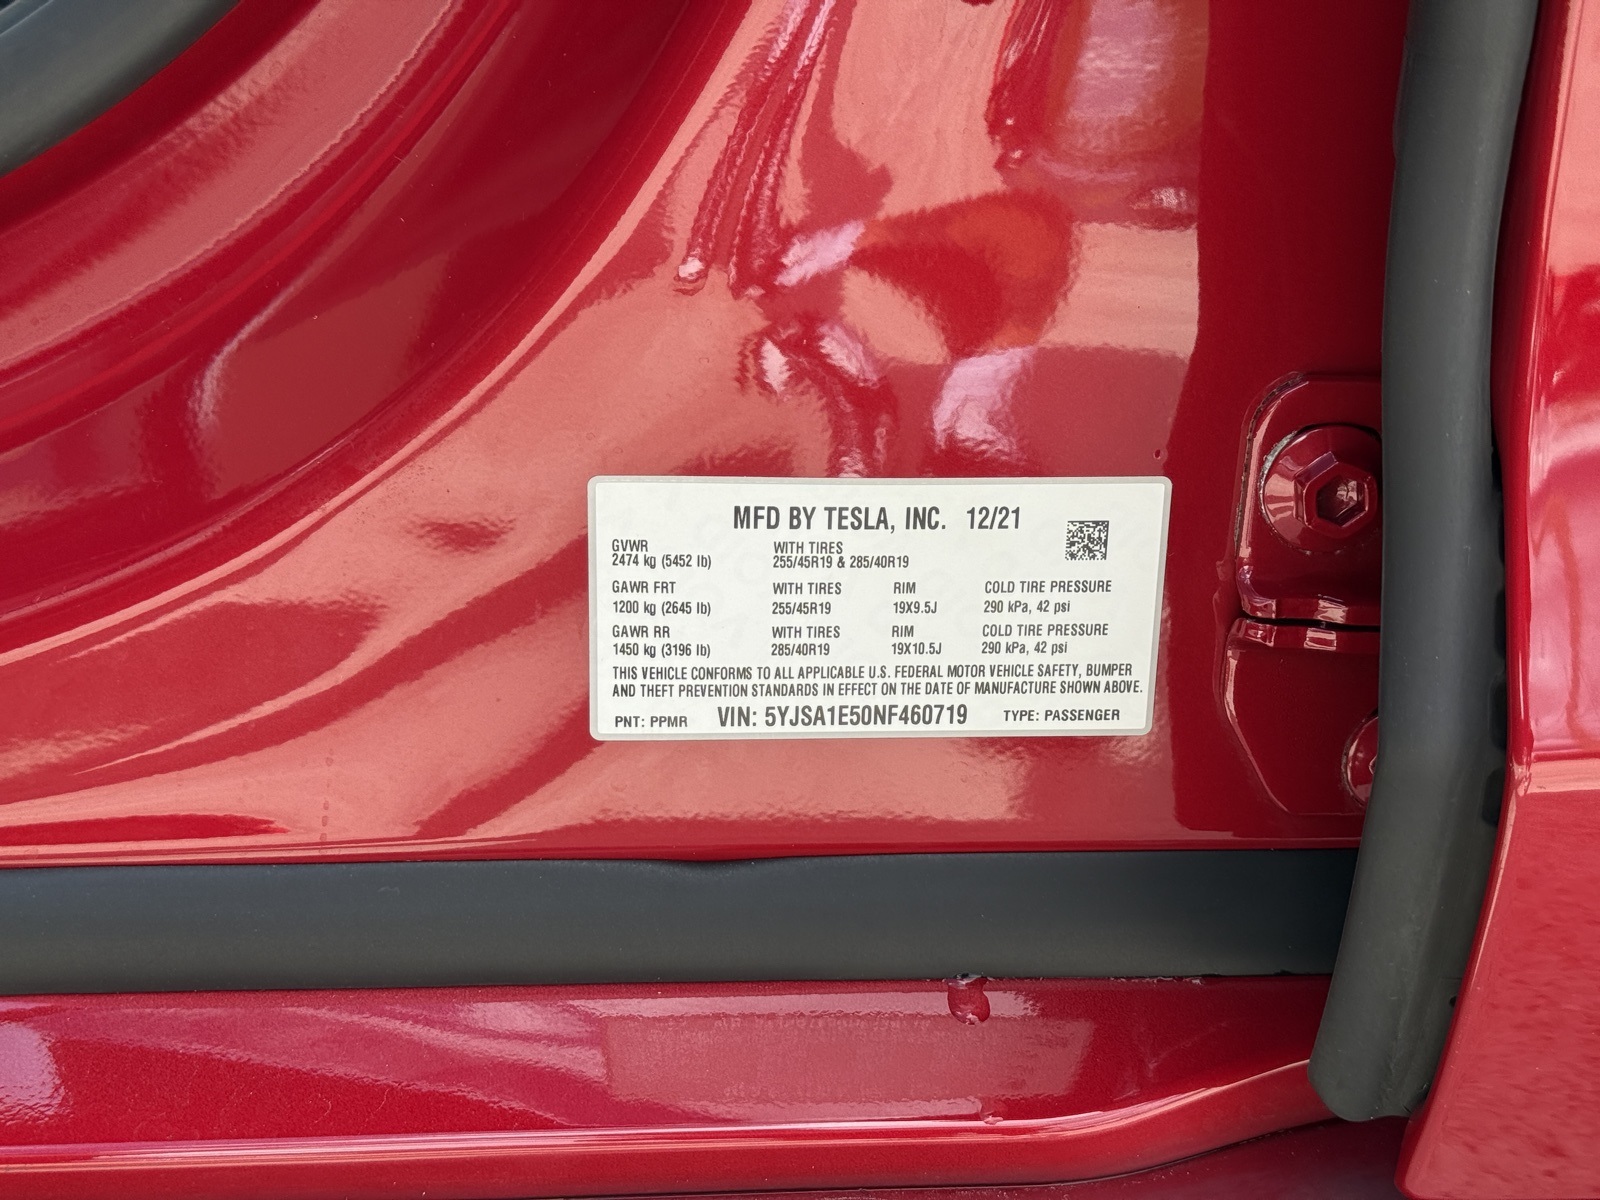 MFD BY TESLA, INC. 12/21
GVWR WITH TIRES
2474 kg (5452 lb) 255/45R19 & 285/40R19
GAWR FRT WITH TIRES RIM COLD TIRE PRESSURE
1200 kg (2645 lb) 255/45R19 19X9.5J 290 kPa, 42 psi
GAWR RR WITH TIRES RIM COLD TIRE PRESSURE
1450 kg (3196 lb) 285/40R19 19X10.5J 290 kPa, 42 psi
THIS VEHICLE CONFORMS TO ALL APPLICABLE U.S. FEDERAL MOTOR VEHICLE SAFETY, BUMPER
AND THEFT PREVENTION STANDARDS IN EFFECT ON THE DATE OF MANUFACTURE SHOWN ABOVE.
PNT: PPMR VIN: 5YJSA1E50NF460719 TYPE: PASSENGER